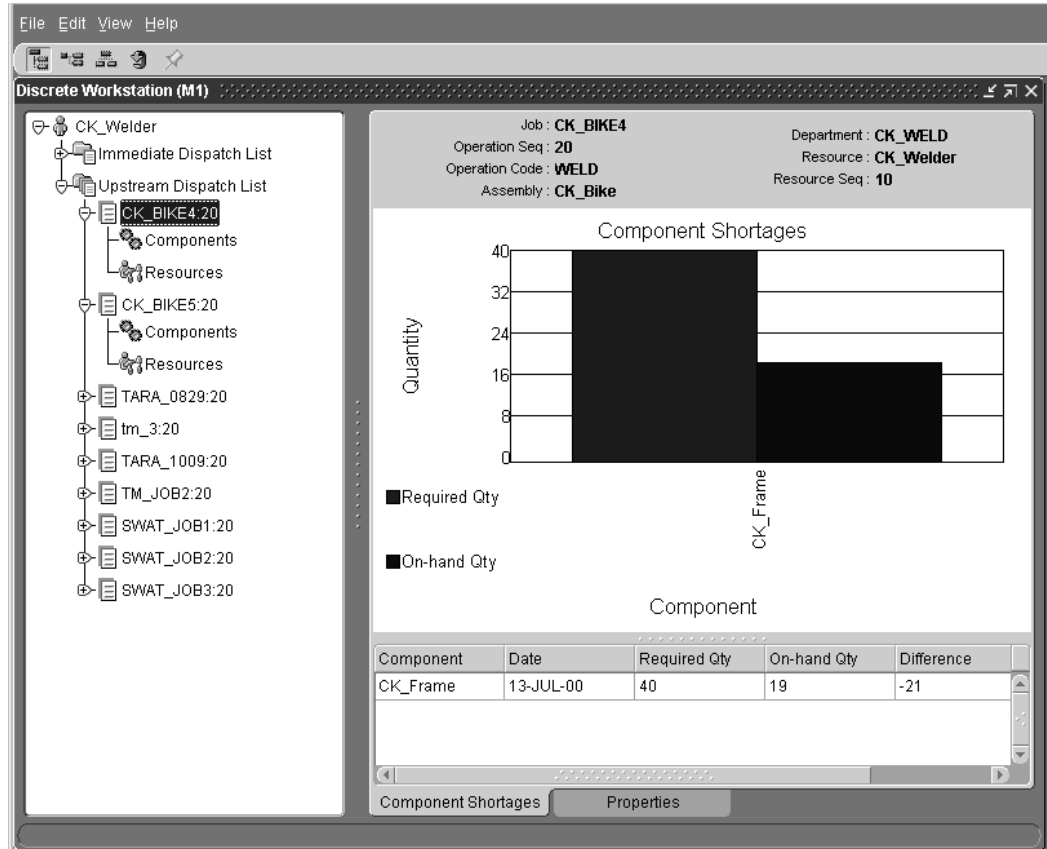 File Edit View Help
Discrete Workstation (M1)
CK_Welder
Immediate Dispatch List
Upstream Dispatch List
CK_BIKE4:20
Components
Resources
CK_BIKE5:20
Components
Resources
TARA_0829:20
tm_3:20
TARA_1009:20
TM_JOB2:20
SWAT_JOB1:20
SWAT_JOB2:20
SWAT_JOB3:20
Job : CK_BIKE4
Operation Seq : 20
Operation Code : WELD
Assembly : CK_Bike
Department : CK_WELD
Resource : CK_Welder
Resource Seq : 10
Component Shortages
Quantity
40
32
24
16
8
0
CK_Frame
Required Qty
On-hand Qty
Component
Component Date Required Qty On-hand Qty Difference
CK_Frame 13-JUL-00 40 19 -21
Component Shortages Properties